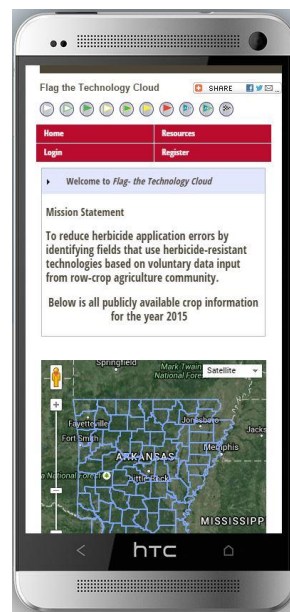 Flag the Technology Cloud
SHARE
Home Resources
Login Register
Welcome to Flag- the Technology Cloud
Mission Statement
To reduce herbicide application errors by
identifying fields that use herbicide-resistant
technologies based on voluntary data input
from row-crop agriculture community.
Below is all publicly available crop information
for the year 2015
Springfield
Mark Twain
National Fore
Satellite
Fayetteville
Jonesboro
Jacks
Fort Smith
Memphis
ARKANSAS
a National Forest
Little Rock
MISSISSIPP
hTC